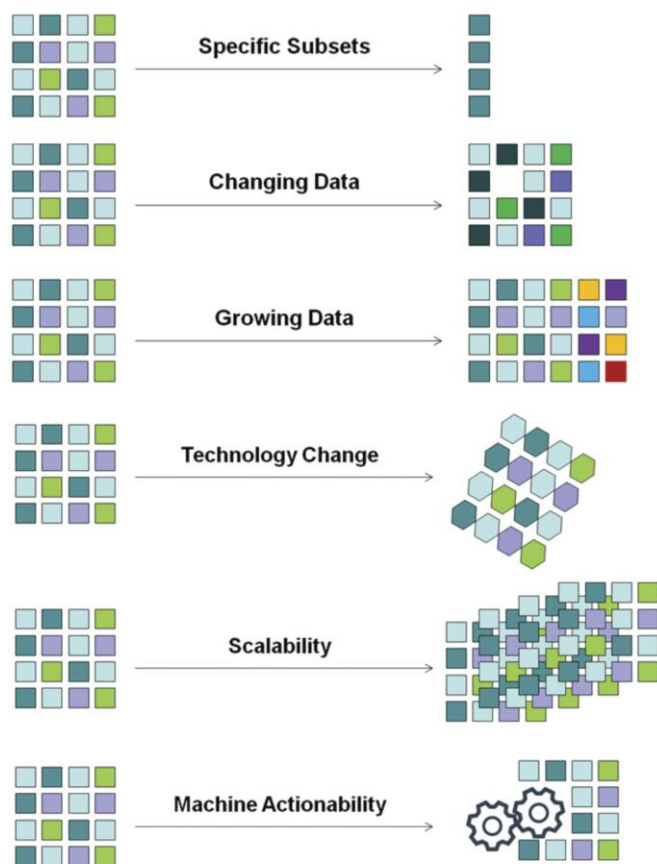 Specific Subsets
Changing Data
Growing Data
Technology Change
Scalability
Machine Actionability